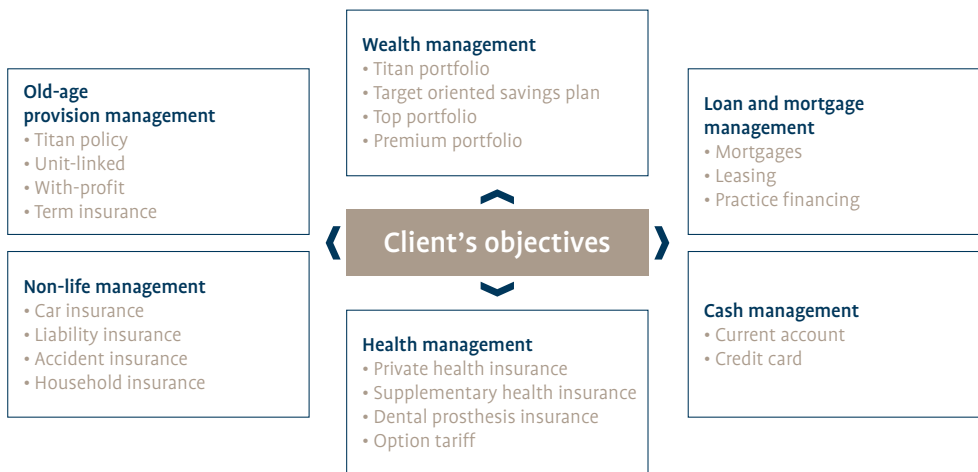 Wealth management
• Titan portfolio
• Target oriented savings plan
• Top portfolio
• Premium portfolio
Old-age
provision management
• Titan policy
• Unit-linked
• With-profit
• Term insurance
Loan and mortgage
management
• Mortgages
• Leasing
• Practice financing
Client’s objectives
Non-life management
• Car insurance
• Liability insurance
• Accident insurance
• Household insurance
Health management
• Private health insurance
• Supplementary health insurance
• Dental prosthesis insurance
• Option tariff
Cash management
• Current account
• Credit card